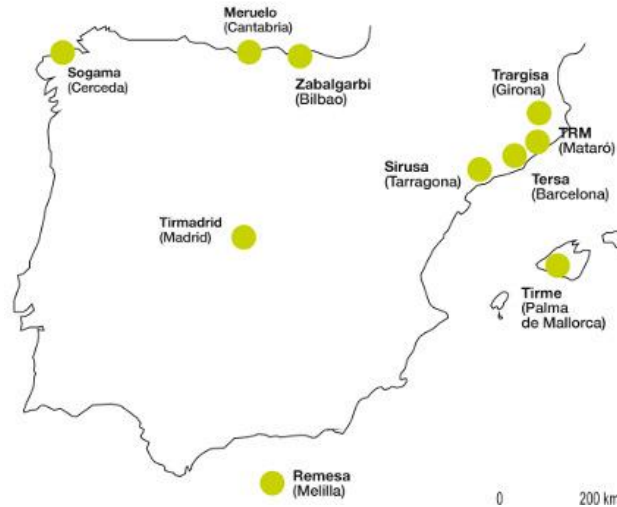 Meruelo
(Cantabria)
Sogama
(Cerceda)
Zabalgarbi
(Bilbao)
Trargisa
(Girona)
TRM
(Mataró)
Sirusa
(Tarragona)
Tersa
(Barcelona)
Tirmadrid
(Madrid)
Tirme
(Palma
de Mallorca)
Remesa
(Melilla)
0 200 km